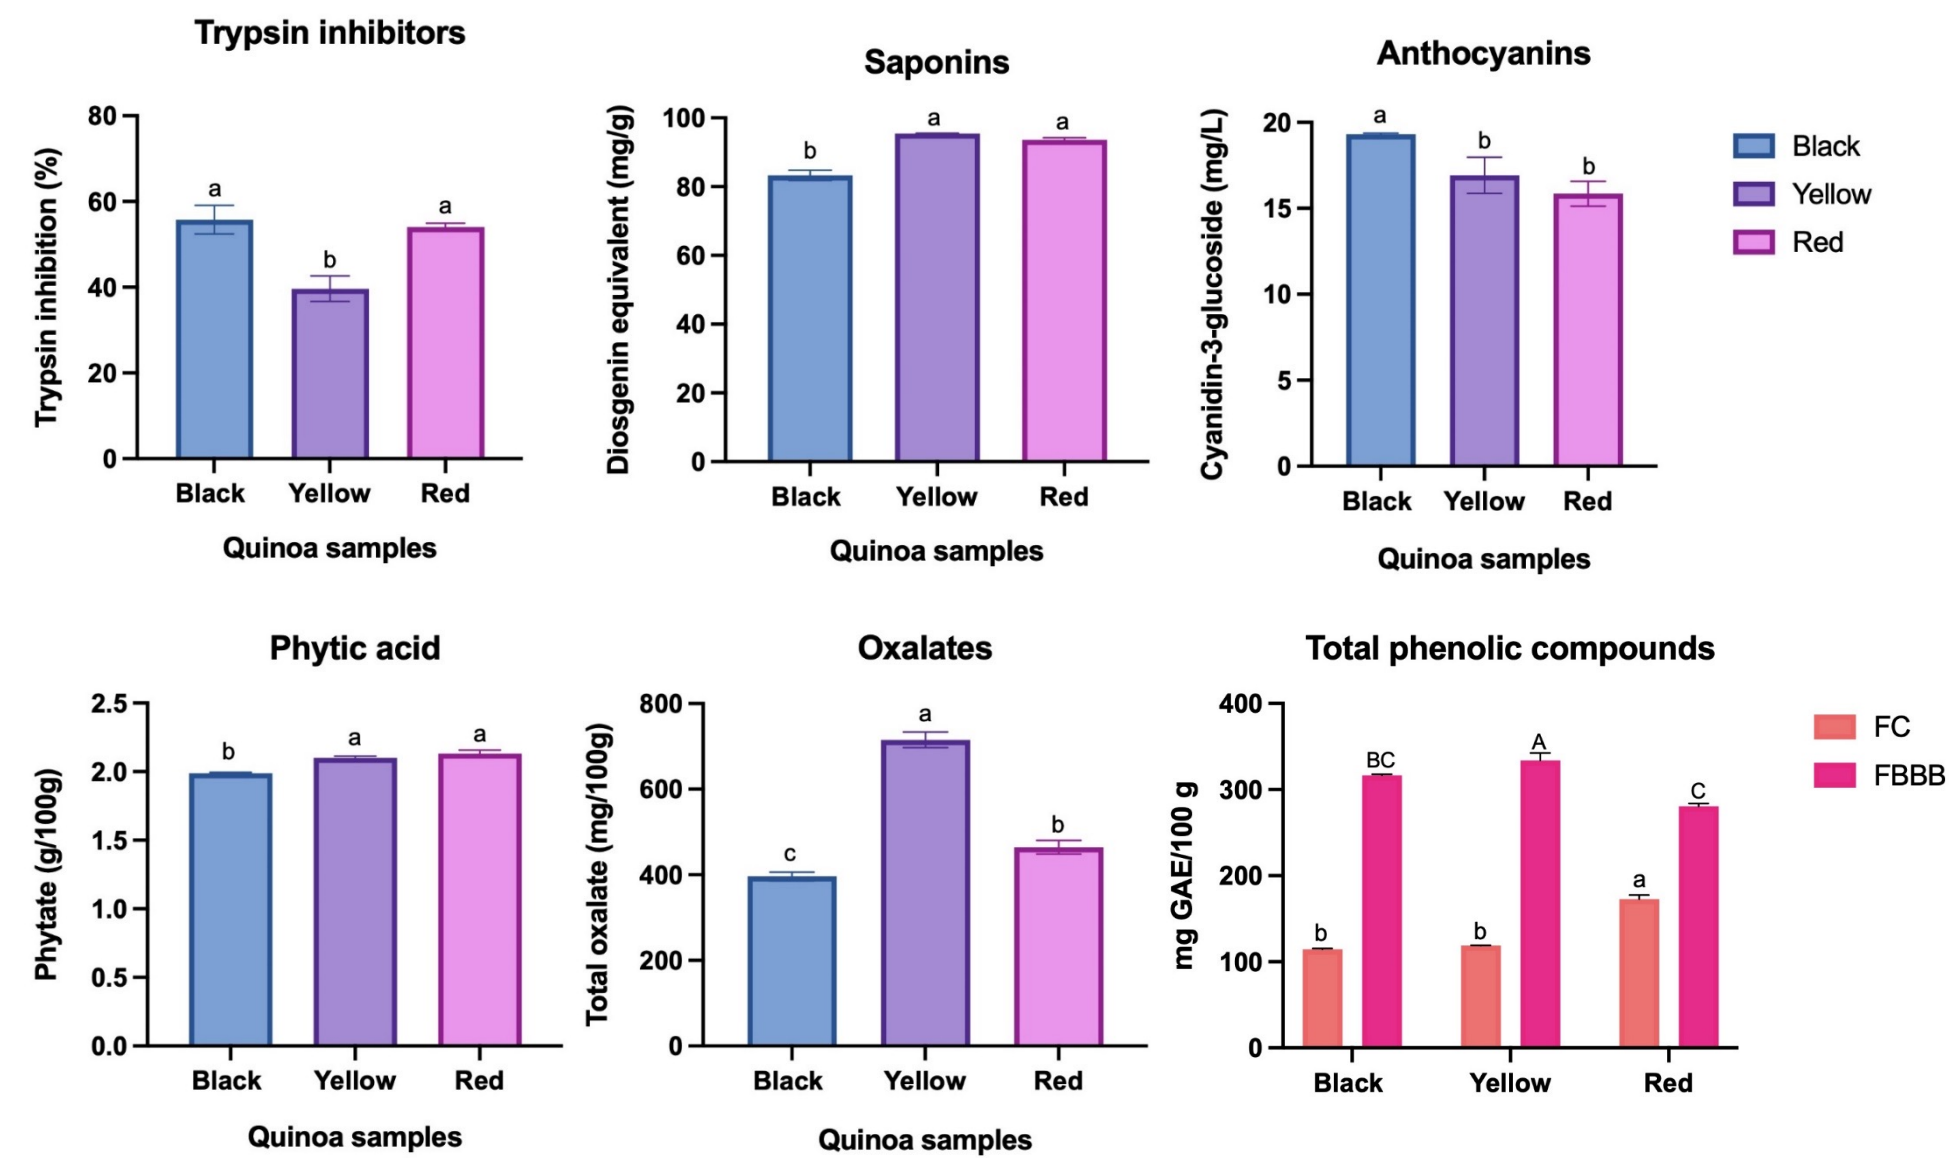 Trypsin inhibitors
Trypsin inhibition (%)
80
60
40
20
0
a
b
a
Black Yellow Red
Quinoa samples
Saponins
Diosgenin equivalent (mg/g)
100
80
60
40
20
0
b
a
a
Black Yellow Red
Quinoa samples
Anthocyanins
Cyanidin-3-glucoside (mg/L)
20
15
10
5
0
a
b
b
Black Yellow Red
Quinoa samples
Black
Yellow
Red
Phytic acid
Phytate (g/100g)
2.5
2.0
1.5
1.0
0.5
0.0
b
a
a
Black Yellow Red
Quinoa samples
Oxalates
Total oxalate (mg/100g)
800
600
400
200
0
c
a
b
Black Yellow Red
Quinoa samples
Total phenolic compounds
mg GAE/100 g
400
300
200
100
0
b
BC
b
A
a
C
Black Yellow Red
FC
FBBB